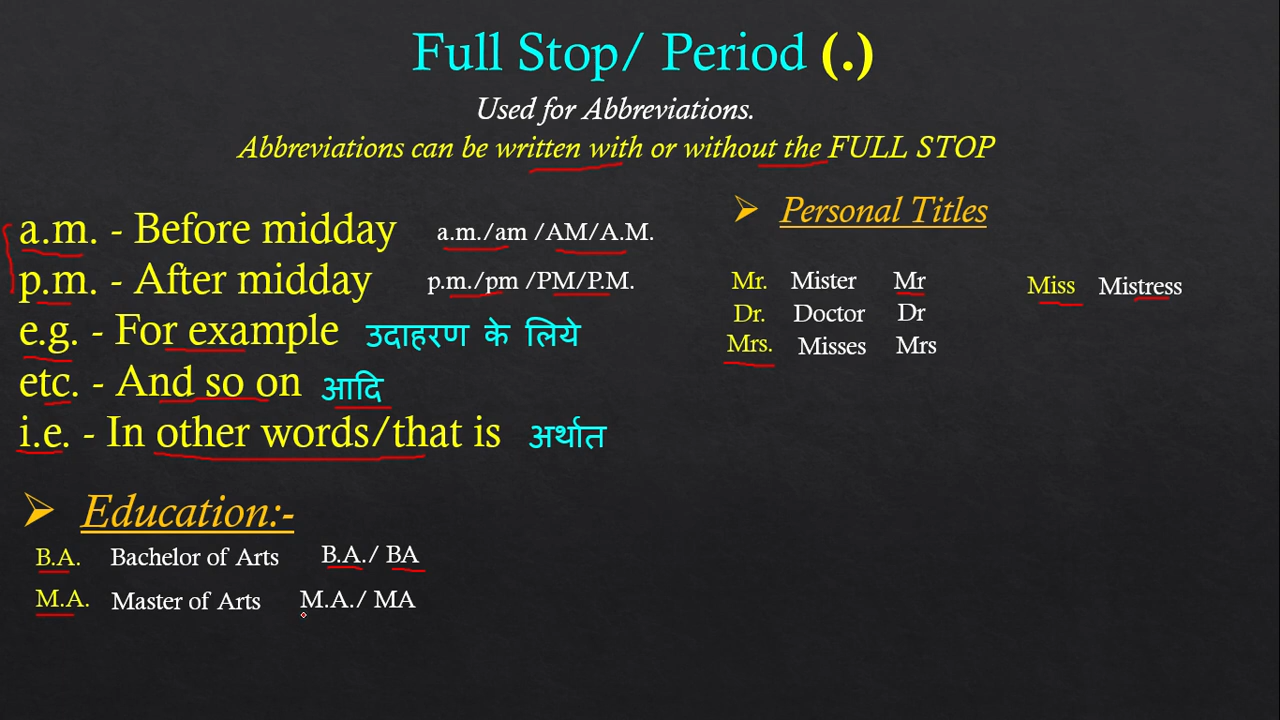 Full Stop/ Period (.)
Used for Abbreviations.
Abbreviations can be written with or without the FULL STOP
a.m. - Before midday a.m./am /AM/A.M.
p.m. - After midday p.m./pm /PM/P.M.
e.g. - For example उदाहरण के लिये
etc. - And so on आदि
i.e. - In other words/that is अर्थात
➢ Education:-
B.A. Bachelor of Arts B.A./ BA
M.A. Master of Arts M.A./ MA
➢ Personal Titles
Mr. Mister Mr Miss Mistress
Dr. Doctor Dr
Mrs. Misses Mrs